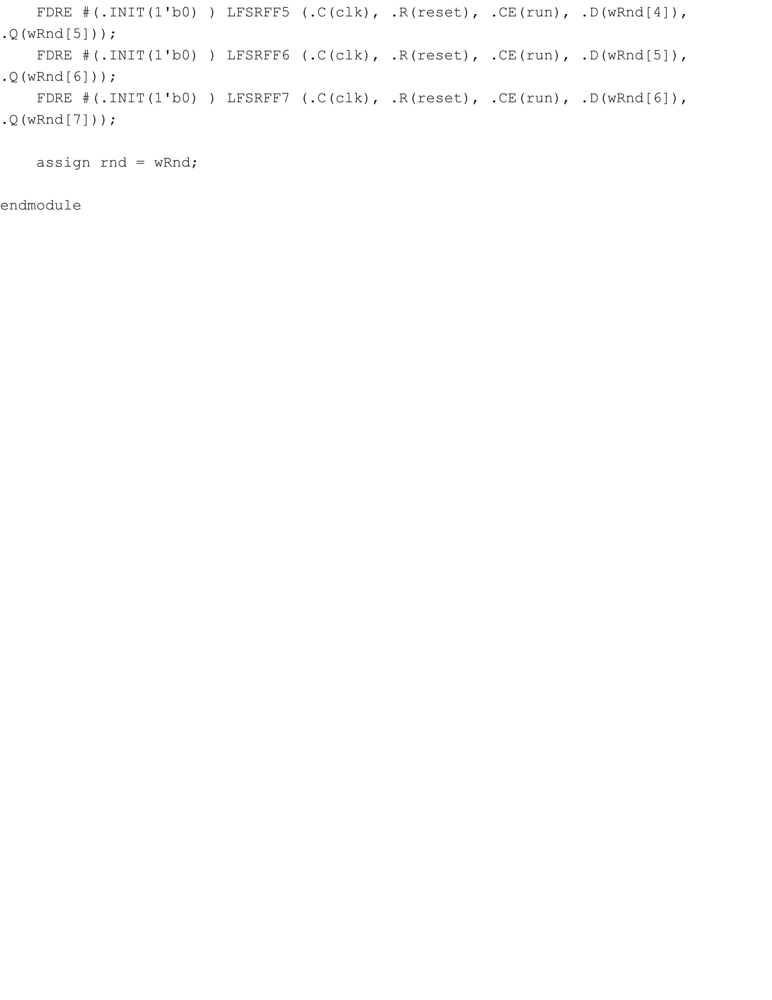 FDRE #(.INIT(1'b0) ) LFSRFF5 (.C(clk), .R(reset), .CE(run), .D(wRnd[4]),
.Q(wRnd[5]));
    FDRE #(.INIT(1'b0) ) LFSRFF6 (.C(clk), .R(reset), .CE(run), .D(wRnd[5]),
.Q(wRnd[6]));
    FDRE #(.INIT(1'b0) ) LFSRFF7 (.C(clk), .R(reset), .CE(run), .D(wRnd[6]),
.Q(wRnd[7]));
    assign rnd = wRnd;
endmodule